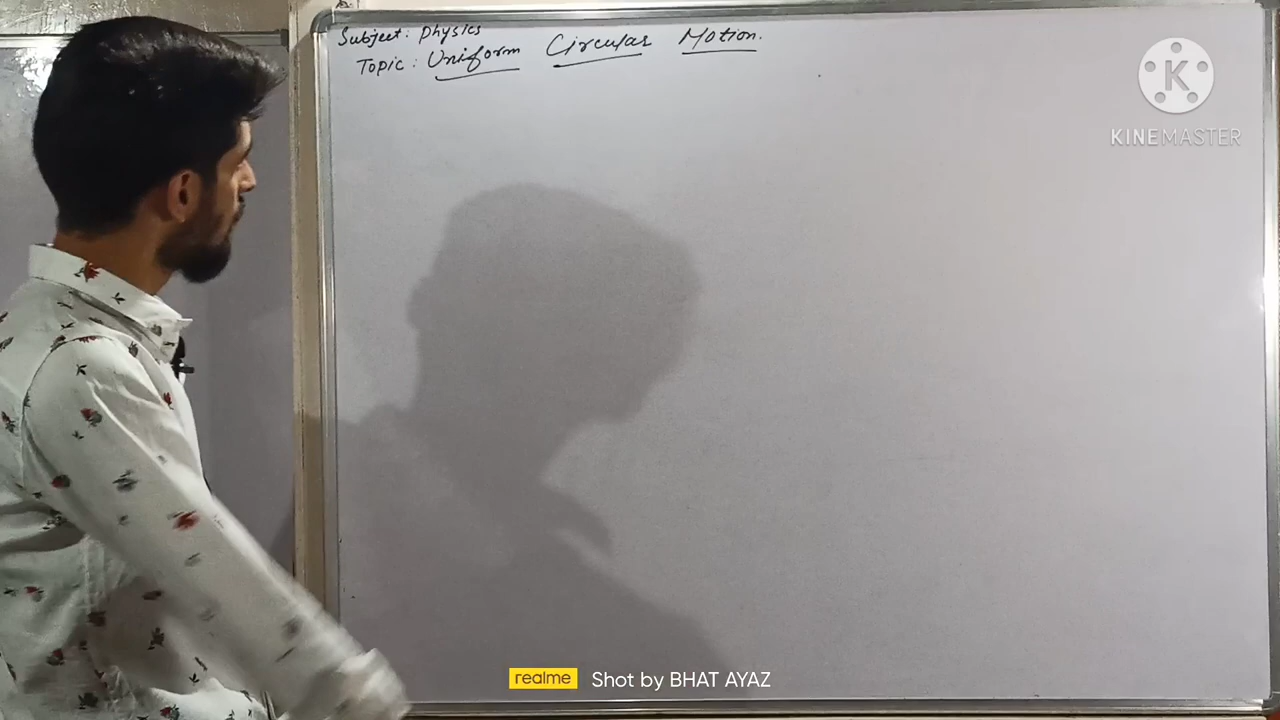 Subject: Physics
Topic: Uniform Circular Motion.
K
KINEMASTER
realme Shot by BHAT AYAZ